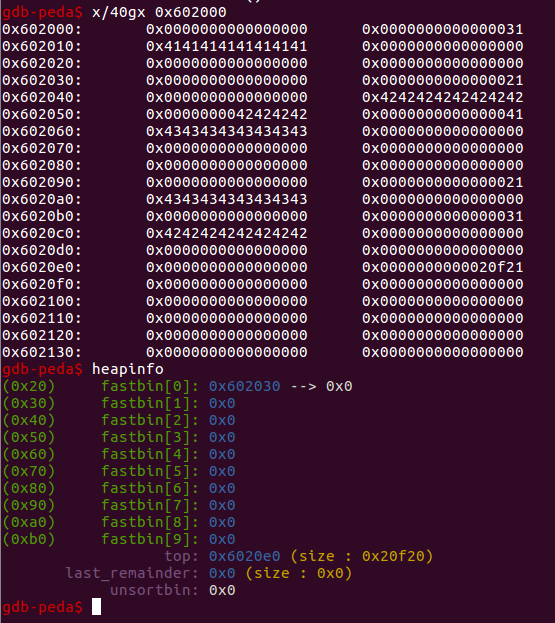 gdb-peda$ x/40gx 0x602000
0x602000: 0x0000000000000000 0x0000000000000031
0x602010: 0x4141414141414141 0x0000000000000000
0x602020: 0x0000000000000000 0x0000000000000000
0x602030: 0x0000000000000000 0x0000000000000021
0x602040: 0x0000000000000000 0x4242424242424242
0x602050: 0x0000000042424242 0x0000000000000041
0x602060: 0x4343434343434343 0x0000000000000000
0x602070: 0x0000000000000000 0x0000000000000000
0x602080: 0x0000000000000000 0x0000000000000000
0x602090: 0x0000000000000000 0x0000000000000021
0x6020a0: 0x4343434343434343 0x0000000000000000
0x6020b0: 0x0000000000000000 0x0000000000000031
0x6020c0: 0x4242424242424242 0x0000000000000000
0x6020d0: 0x0000000000000000 0x0000000000000000
0x6020e0: 0x0000000000000000 0x0000000000020f21
0x6020f0: 0x0000000000000000 0x0000000000000000
0x602100: 0x0000000000000000 0x0000000000000000
0x602110: 0x0000000000000000 0x0000000000000000
0x602120: 0x0000000000000000 0x0000000000000000
0x602130: 0x0000000000000000 0x0000000000000000
gdb-peda$ heapinfo
(0x20) fastbin[0]: 0x602030 --> 0x0
(0x30) fastbin[1]: 0x0
(0x40) fastbin[2]: 0x0
(0x50) fastbin[3]: 0x0
(0x60) fastbin[4]: 0x0
(0x70) fastbin[5]: 0x0
(0x80) fastbin[6]: 0x0
(0x90) fastbin[7]: 0x0
(0xa0) fastbin[8]: 0x0
(0xb0) fastbin[9]: 0x0
top: 0x6020e0 (size : 0x20f20)
last_remainder: 0x0 (size : 0x0)
unsortbin: 0x0
gdb-peda$